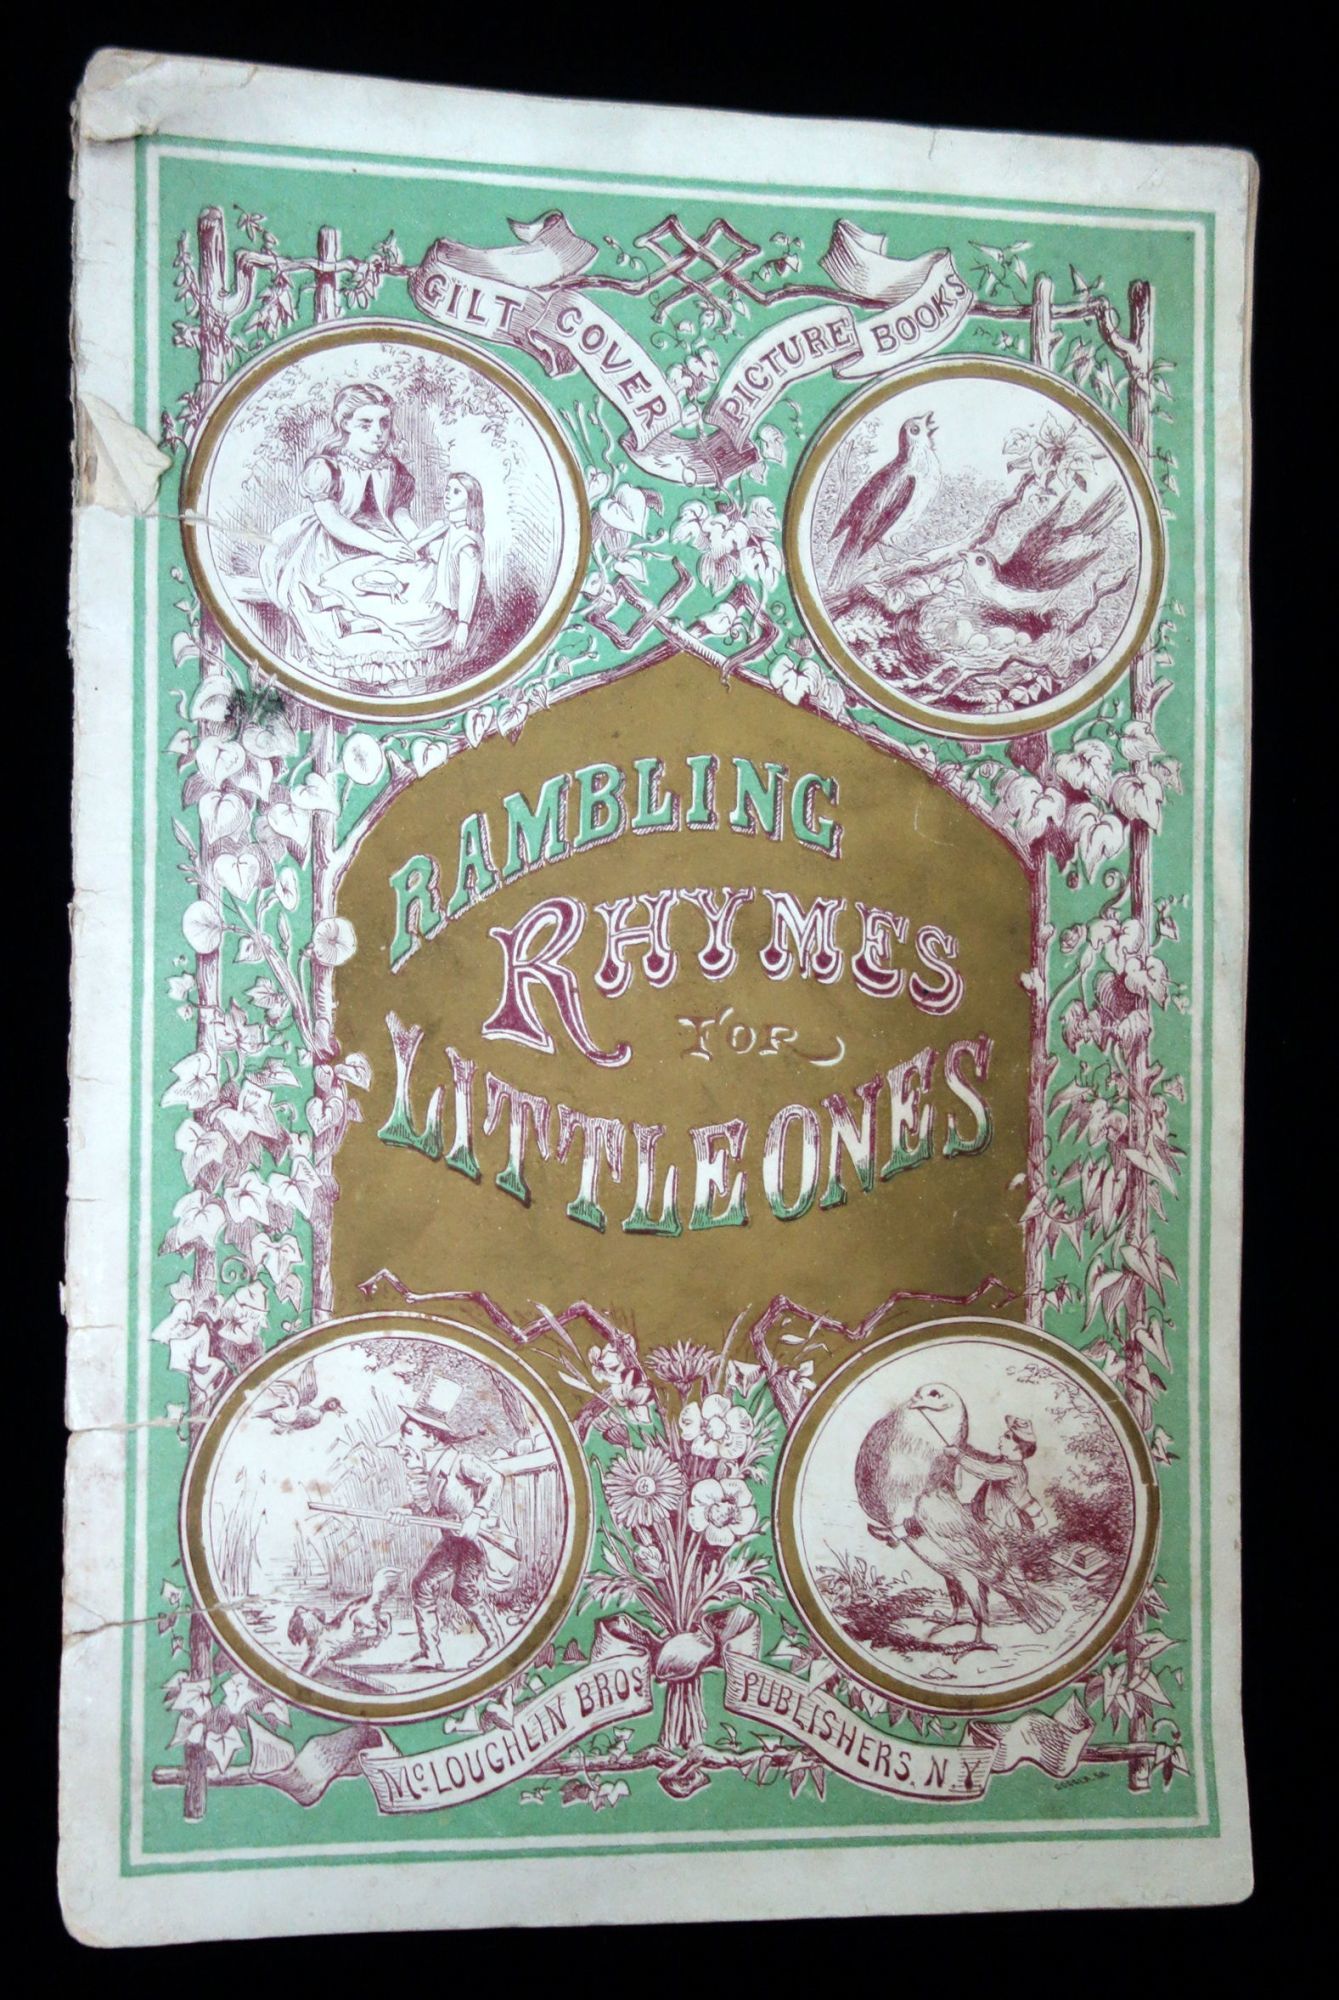 GILT COVER PICTURE BOOKS
RAMBLING
RHYMES
FOR
LITTLE ONES
McLOUGHLIN BROS PUBLISHERS, N.Y.